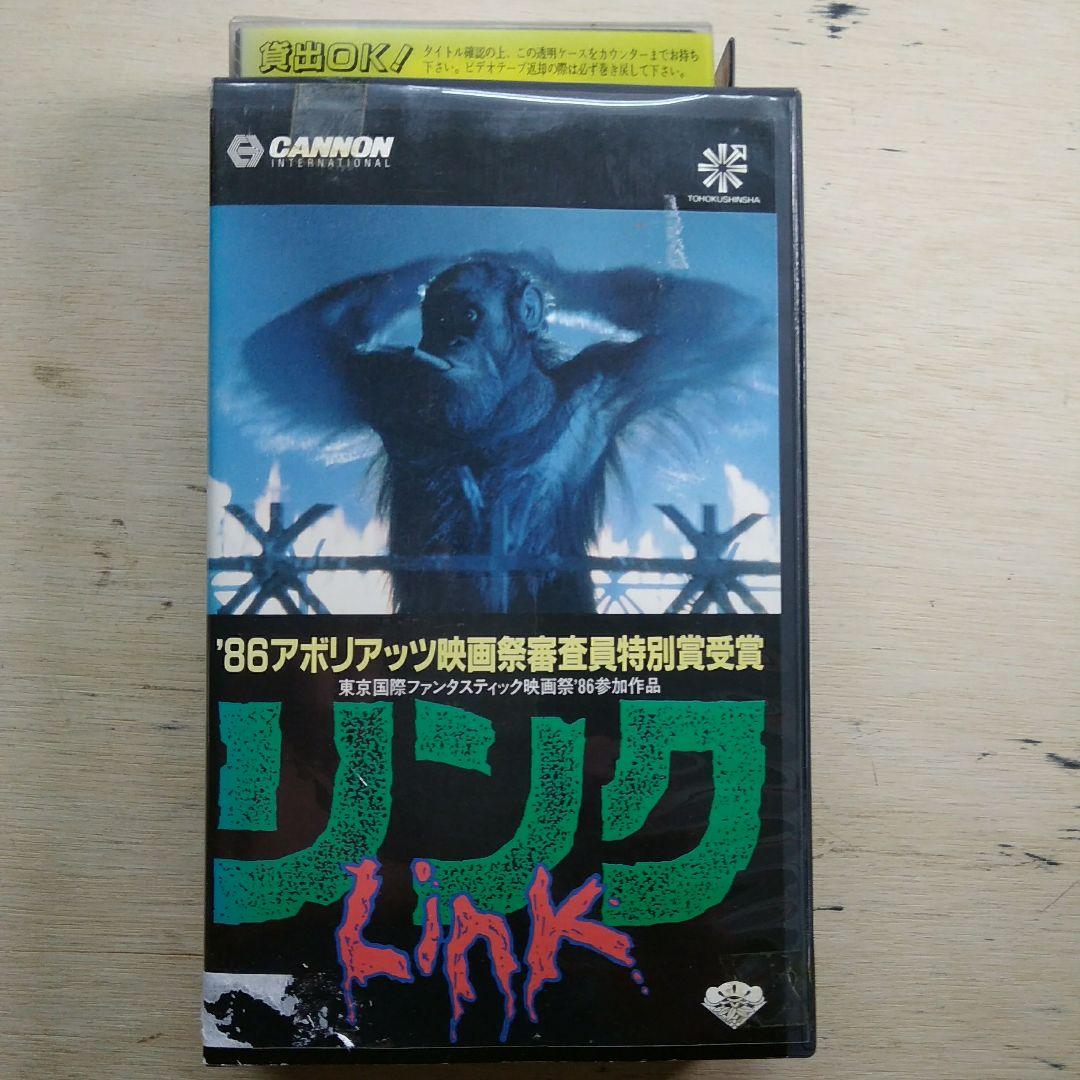 貸出OK!
タイトル確認の上、この透明ケースをカウンターまでお持ち
下さい。ビデオテープ返却の際は必ず巻き戻して下さい。
CANNON
INTERNATIONAL
TOHOKUSHINSHA
'86アボリアッツ映画祭審査員特別賞受賞
東京国際ファンタスティック映画祭'86参加作品
リンク
Link